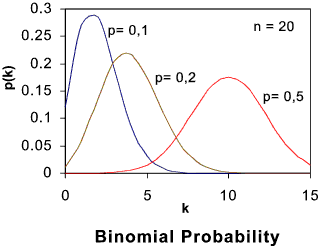 0.3
0.25
0.2
0.15
0.1
0.05
0
p(k)
p= 0,1
n = 20
p= 0,2
p= 0,5
0 5 10 15
k
Binomial Probability